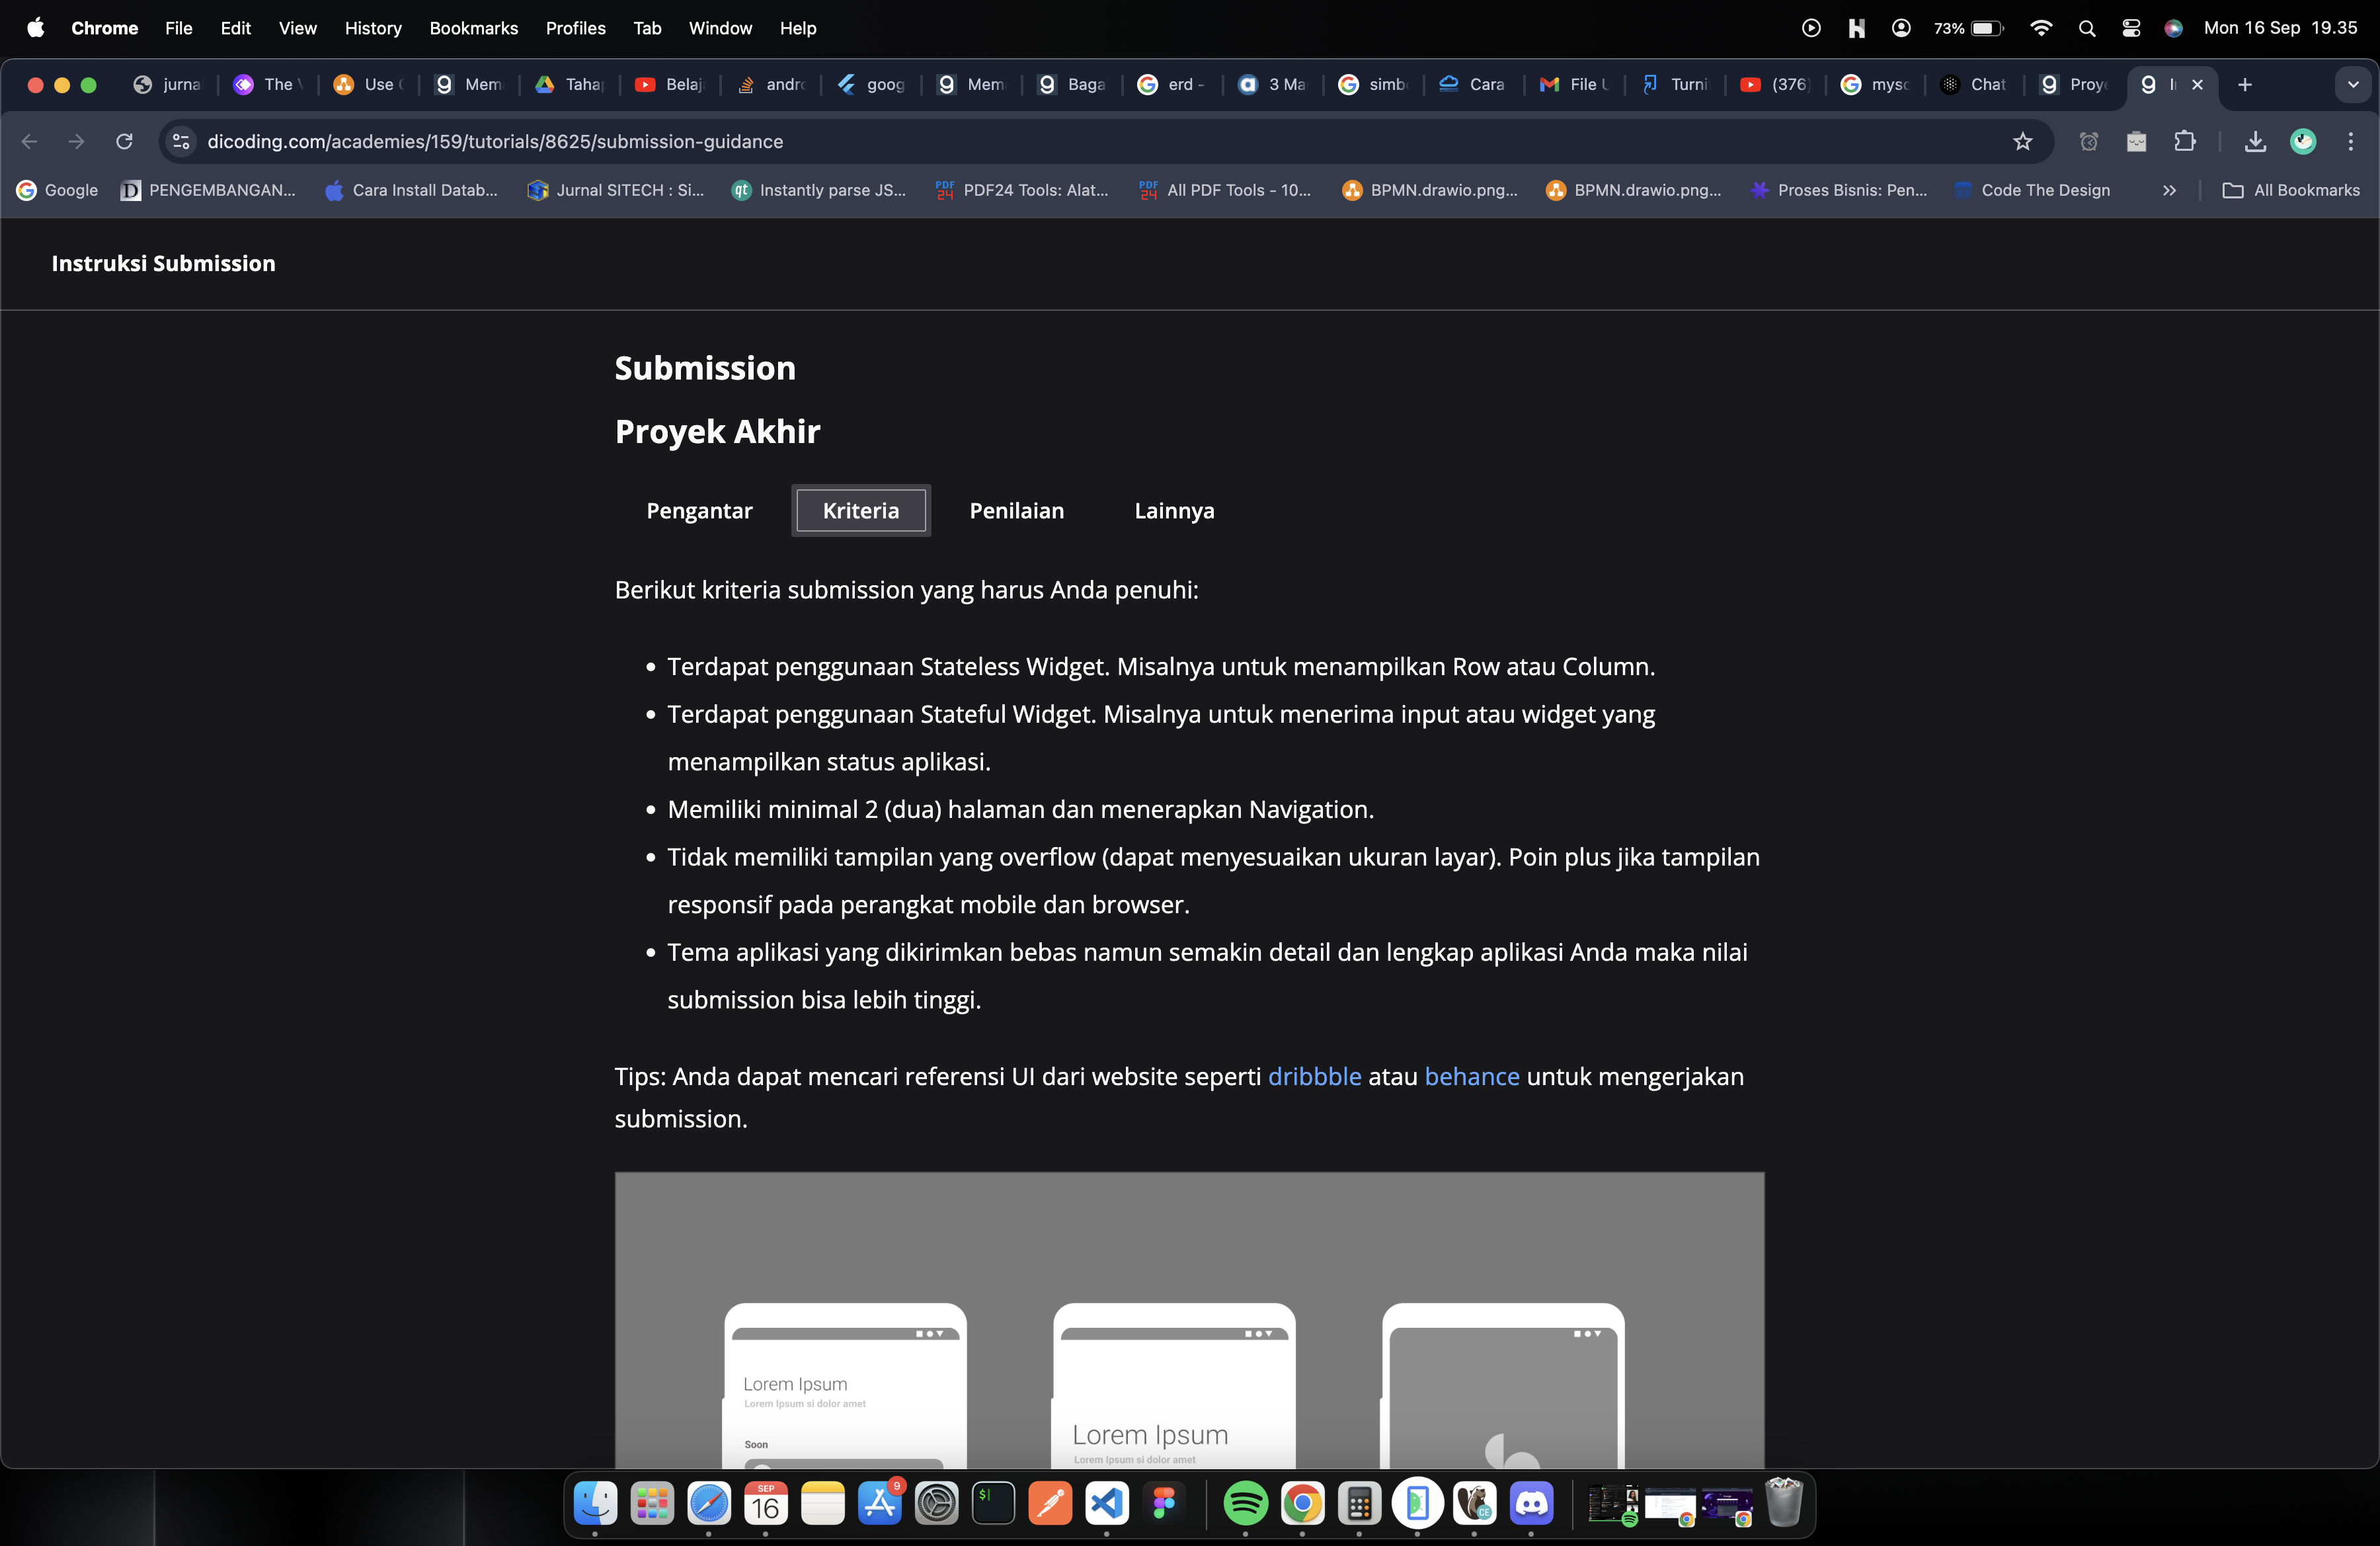 Chrome File Edit View History Bookmarks Profiles Tab Window Help 73% Mon 16 Sep 19.35
jurna The Use Mem Taha Belaj andro goog Mem Baga erd - 3 Ma simb Cara File Turni (376) mysq Chat Proy
dicoding.com/academies/159/tutorials/8625/submission-guidance
Google PENGEMBANGAN... Cara Install Datab... Jurnal SITECH : Si... Instantly parse JS... PDF24 Tools: Alat... All PDF Tools - 10... BPMN.drawio.png... BPMN.drawio.png... Proses Bisnis: Pen... Code The Design All Bookmarks
Instruksi Submission
Submission
Proyek Akhir
Pengantar Kriteria Penilaian Lainnya
Berikut kriteria submission yang harus Anda penuhi:
• Terdapat penggunaan Stateless Widget. Misalnya untuk menampilkan Row atau Column.
• Terdapat penggunaan Stateful Widget. Misalnya untuk menerima input atau widget yang
menampilkan status aplikasi.
• Memiliki minimal 2 (dua) halaman dan menerapkan Navigation.
• Tidak memiliki tampilan yang overflow (dapat menyesuaikan ukuran layar). Poin plus jika tampilan
responsif pada perangkat mobile dan browser.
• Tema aplikasi yang dikirimkan bebas namun semakin detail dan lengkap aplikasi Anda maka nilai
submission bisa lebih tinggi.
Tips: Anda dapat mencari referensi UI dari website seperti dribbble atau behance untuk mengerjakan
submission.
Lorem Ipsum
Lorem Ipsum si dolor amet
Soon
Lorem Ipsum
Lorem Ipsum si dolor amet
SEP
16
9